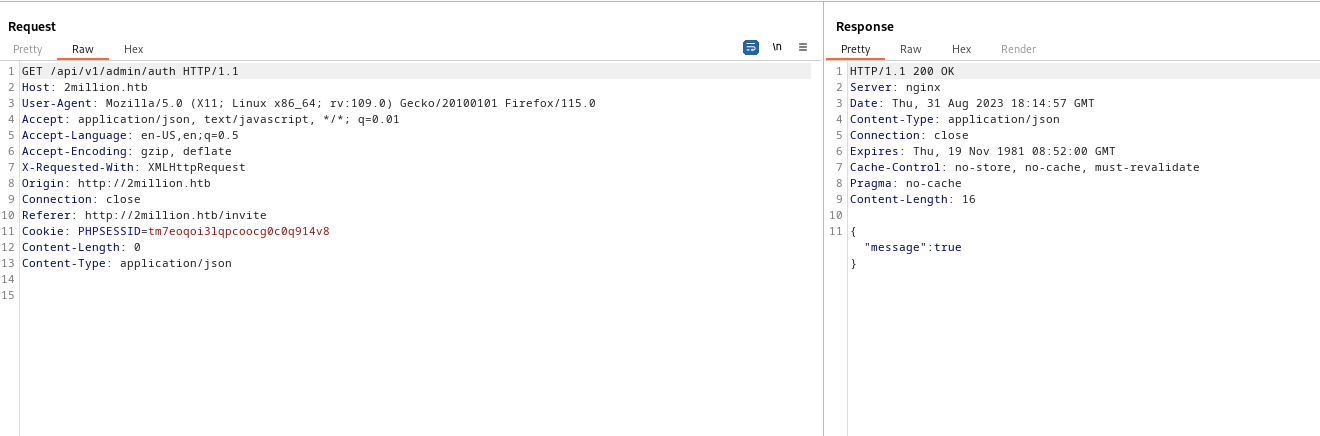 Request
Pretty Raw Hex
\n
1 GET /api/v1/admin/auth HTTP/1.1
2 Host: 2million.htb
3 User-Agent: Mozilla/5.0 (X11; Linux x86_64; rv:109.0) Gecko/20100101 Firefox/115.0
4 Accept: application/json, text/javascript, */*; q=0.01
5 Accept-Language: en-US,en;q=0.5
6 Accept-Encoding: gzip, deflate
7 X-Requested-With: XMLHttpRequest
8 Origin: http://2million.htb
9 Connection: close
10 Referer: http://2million.htb/invite
11 Cookie: PHPSESSID=tm7eoqoi31qpcoocg0c0q914v8
12 Content-Length: 0
13 Content-Type: application/json
14
15
Response
Pretty Raw Hex Render
1 HTTP/1.1 200 OK
2 Server: nginx
3 Date: Thu, 31 Aug 2023 18:14:57 GMT
4 Content-Type: application/json
5 Connection: close
6 Expires: Thu, 19 Nov 1981 08:52:00 GMT
7 Cache-Control: no-store, no-cache, must-revalidate
8 Pragma: no-cache
9 Content-Length: 16
10
11 {
"message":true
}